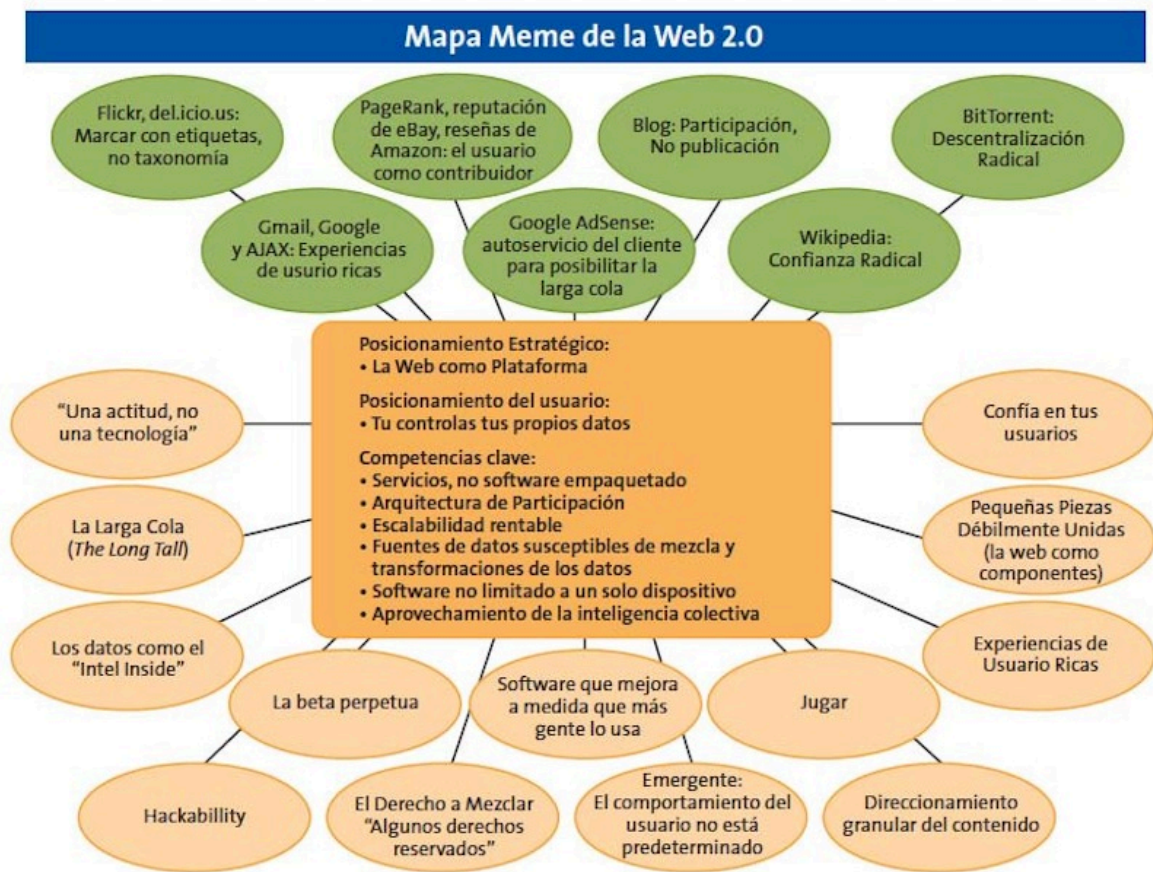 Mapa Meme de la Web 2.0
Flickr, del.icio.us:
Marcar con etiquetas,
no taxonomía
PageRank, reputación
de eBay, reseñas de
Amazon: el usuario
como contribuidor
Blog: Participación,
No publicación
BitTorrent:
Descentralización
Radical
Gmail, Google
y AJAX: Experiencias
de usurio ricas
Google AdSense:
autoservicio del cliente
para posibilitar la
larga cola
Wikipedia:
Confianza Radical
Posicionamiento Estratégico:
• La Web como Plataforma
Posicionamiento del usuario:
• Tu controlas tus propios datos
Competencias clave:
• Servicios, no software empaquetado
• Arquitectura de Participación
• Escalabilidad rentable
• Fuentes de datos susceptibles de mezcla y
transformaciones de los datos
• Software no limitado a un solo dispositivo
• Aprovechamiento de la inteligencia colectiva
"Una actitud, no
una tecnología"
La Larga Cola
(The Long Tall)
Los datos como el
"Intel Inside"
Confía en tus
usuarios
Pequeñas Piezas
Débilmente Unidas
(la web como
componentes)
Experiencias de
Usuario Ricas
La beta perpetua
Software que mejora
a medida que más
gente lo usa
Jugar
Hackabillity
El Derecho a Mezclar
"Algunos derechos
reservados"
Emergente:
El comportamiento del
usuario no está
predeterminado
Direccionamiento
granular del contenido